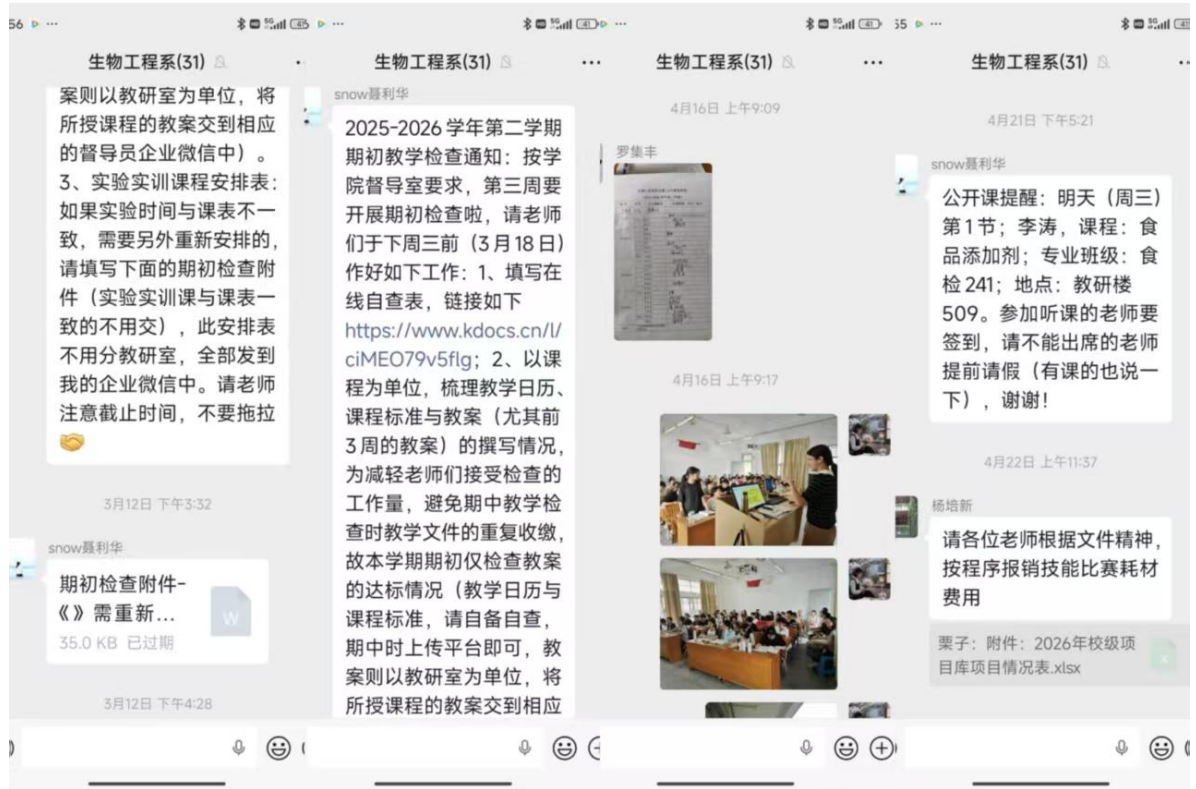 56
5G
45
生物工程系(31)
案则以教研室为单位，将
所授课程的教案交到相应
的督导员企业微信中）。
3、实验实训课程安排表：
如果实验时间与课表不一
致，需要另外重新安排的，
请填写下面的期初检查附
件（实验实训课与课表一
致的不用交），此安排表
不用分教研室，全部发到
我的企业微信中。请老师
注意截止时间，不要拖拉
3月12日 下午3:32
snow聂利华
期初检查附件-
《》需重新...
W
35.0 KB 已过期
3月12日 下午4:28
5G
41
生物工程系(31)
snow聂利华
2025-2026学年第二学期
期初教学检查通知：按学
院督导室要求，第三周要
开展期初检查啦，请老师
们于下周三前（3月18日）
作好如下工作：1、填写在
线自查表，链接如下
https://www.kdocs.cn/l/
ciMEO79v5flg；2、以课
程为单位，梳理教学日历、
课程标准与教案（尤其前
3周的教案）的撰写情况，
为减轻老师们接受检查的
工作量，避免期中教学检
查时教学文件的重复收缴，
故本学期期初仅检查教案
的达标情况（教学日历与
课程标准，请自备自查，
期中时上传平台即可，教
案则以教研室为单位，将
所授课程的教案交到相应
5G
41
生物工程系(31)
4月16日 上午9:09
罗集丰
4月16日 上午9:17
55
5G
生物工程系(31)
4月21日 下午5:21
snow聂利华
公开课提醒：明天（周三）
第1节；李涛，课程：食
品添加剂；专业班级：食
检241；地点：教研楼
509。参加听课的老师要
签到，请不能出席的老师
提前请假（有课的也说一
下），谢谢！
4月22日 上午11:37
杨培新
请各位老师根据文件精神，
按程序报销技能比赛耗材
费用
栗子：附件：2026年校级项
目库项目情况表.xlsx